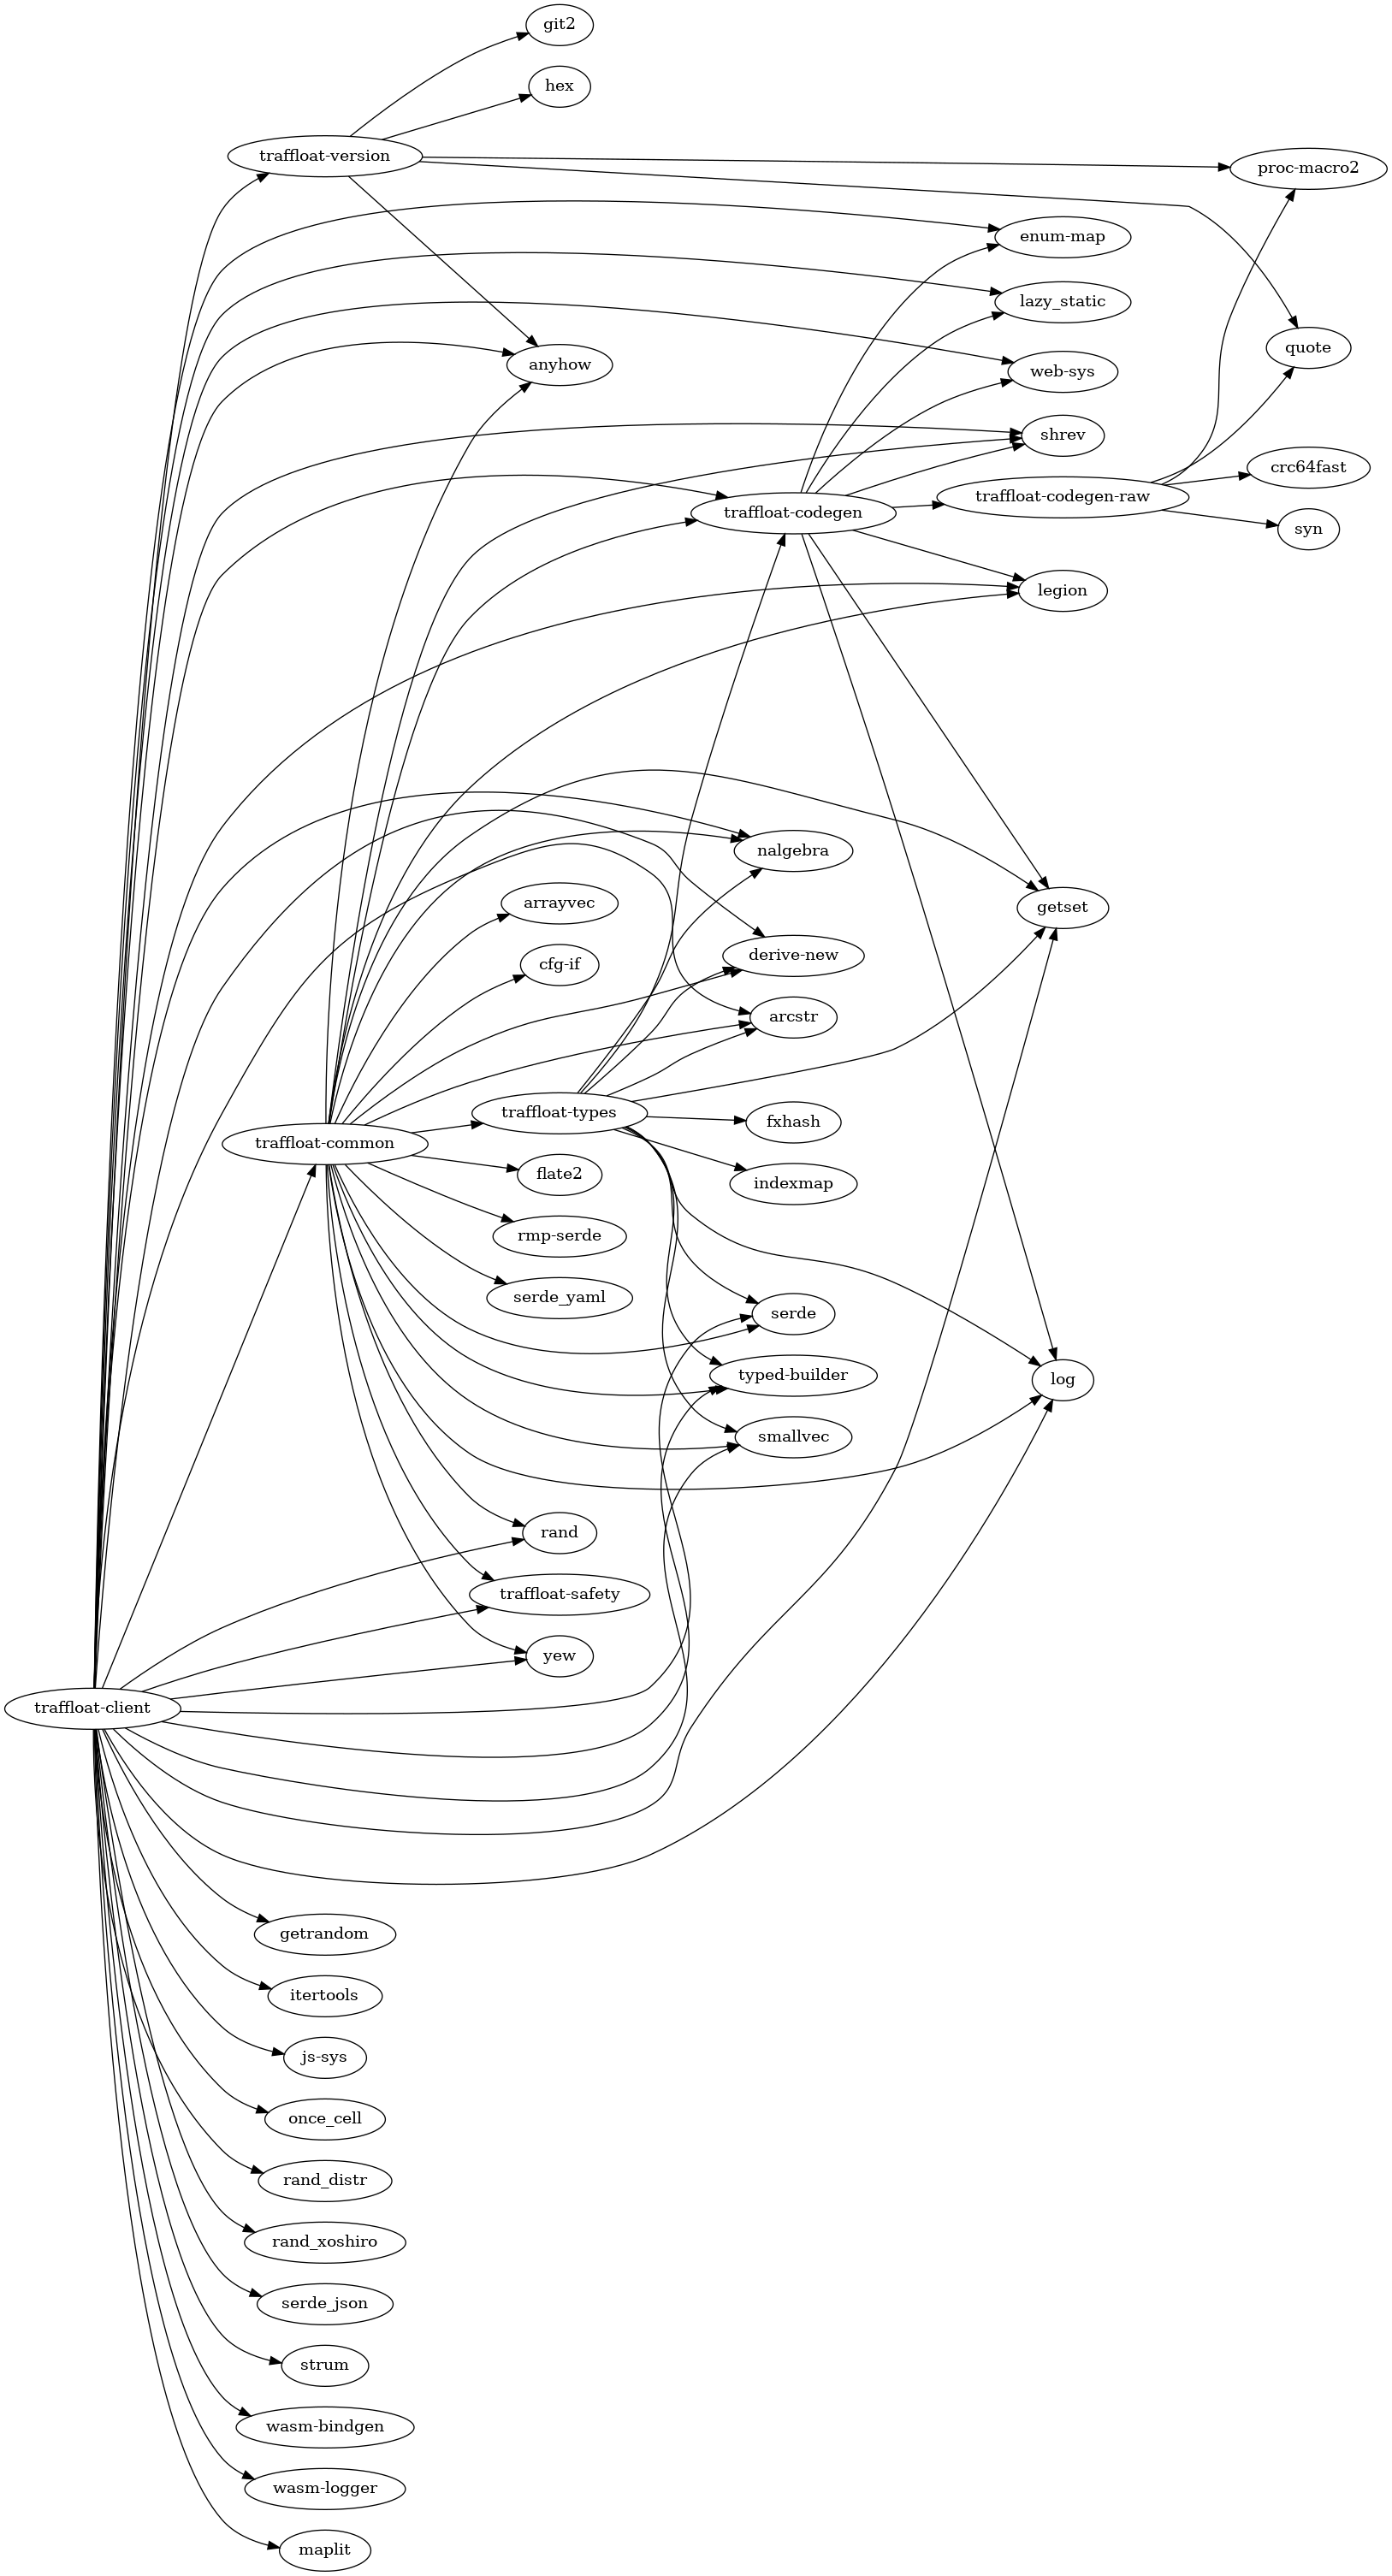 git2
hex
traffloat-version
proc-macro2
enum-map
lazy_static
quote
anyhow
web-sys
shrev
crc64fast
traffloat-codegen-raw
traffloat-codegen
syn
legion
nalgebra
arrayvec
getset
derive-new
cfg-if
arcstr
traffloat-types
fxhash
traffloat-common
flate2
indexmap
rmp-serde
serde_yaml
serde
typed-builder
log
smallvec
rand
traffloat-safety
yew
traffloat-client
getrandom
itertools
js-sys
once_cell
rand_distr
rand_xoshiro
serde_json
strum
wasm-bindgen
wasm-logger
maplit